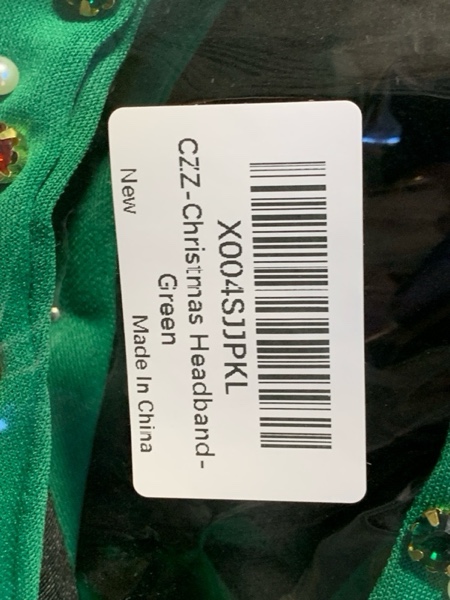 X004SJJPKL
CZZ-Christmas Headband-
Green
New
Made In China